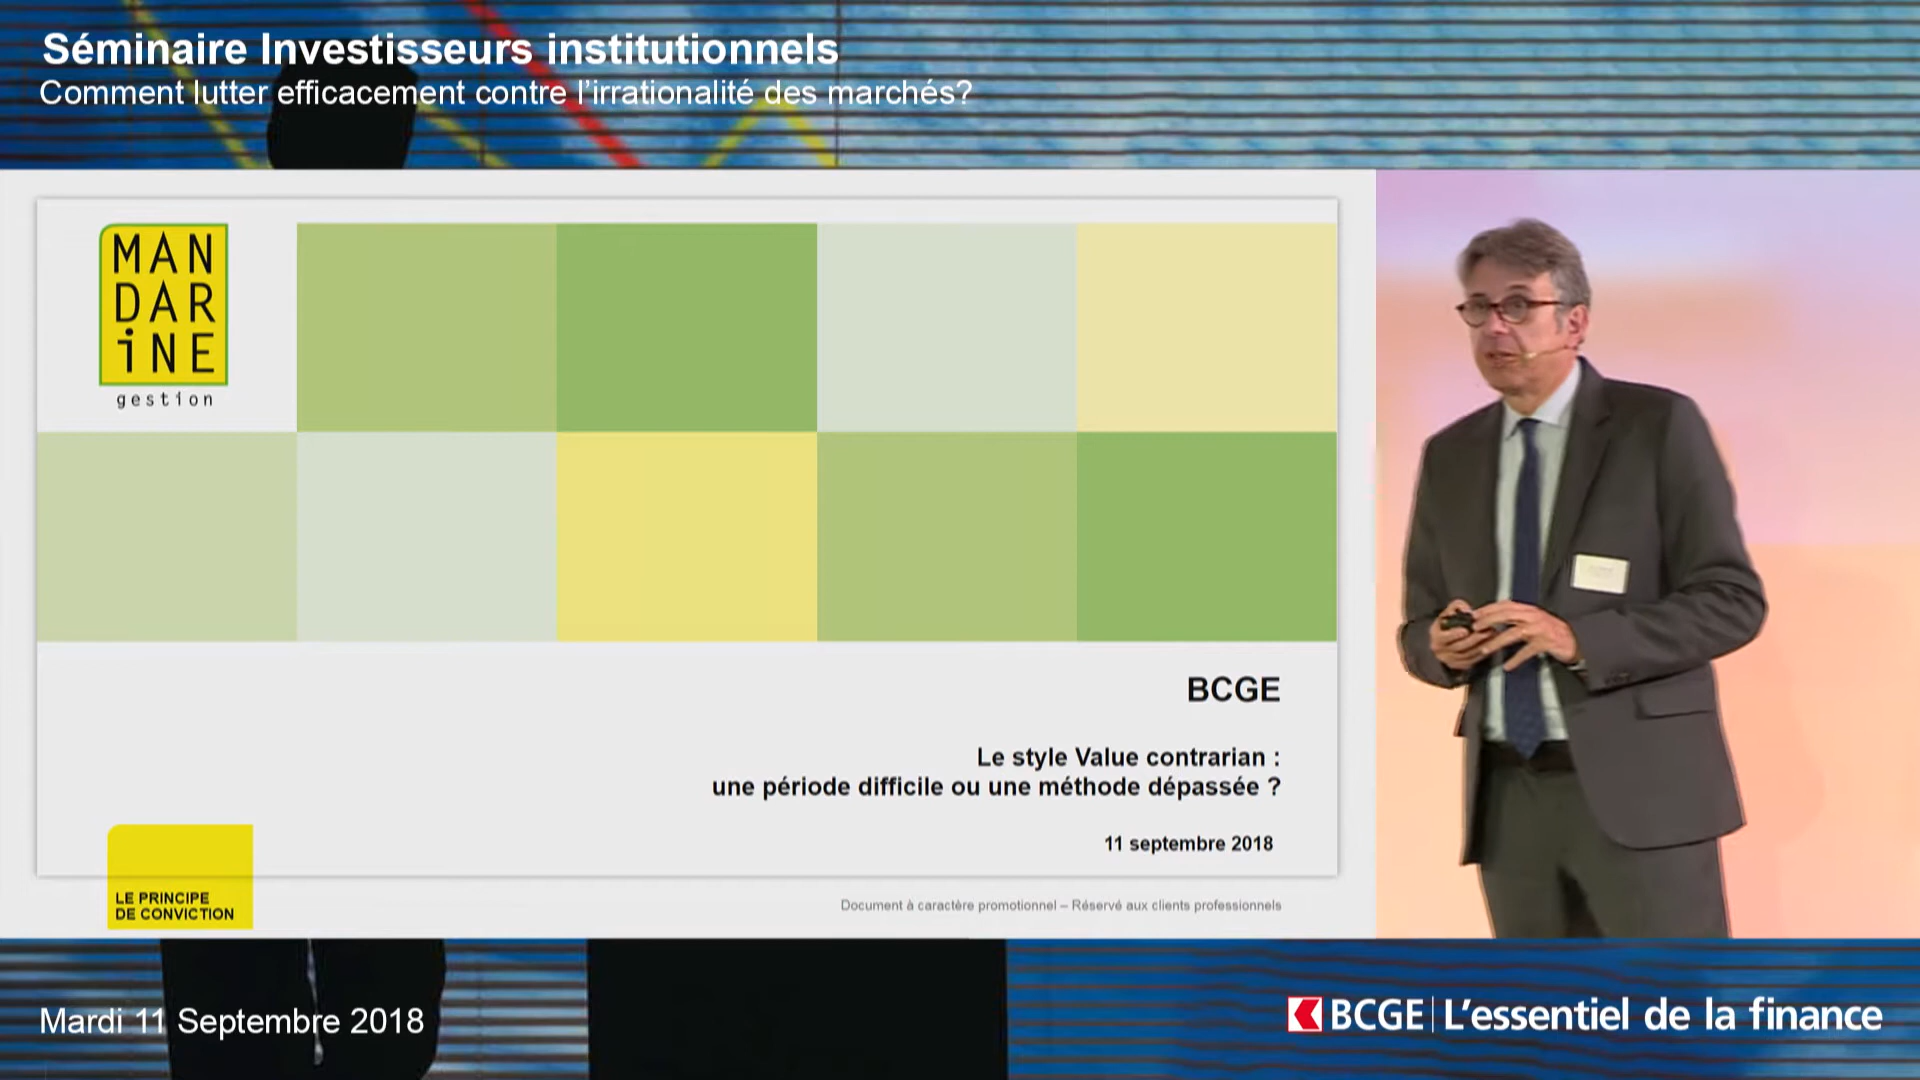 Séminaire Investisseurs institutionnels
Comment lutter efficacement contre l’irrationalité des marchés?
MAN
DAR
iNE
gestion
BCGE
Le style Value contrarian :
une période difficile ou une méthode dépassée ?
11 septembre 2018
LE PRINCIPE
DE CONVICTION
Document à caractère promotionnel – Réservé aux clients professionnels
Mardi 11 Septembre 2018
BCGE | L’essentiel de la finance